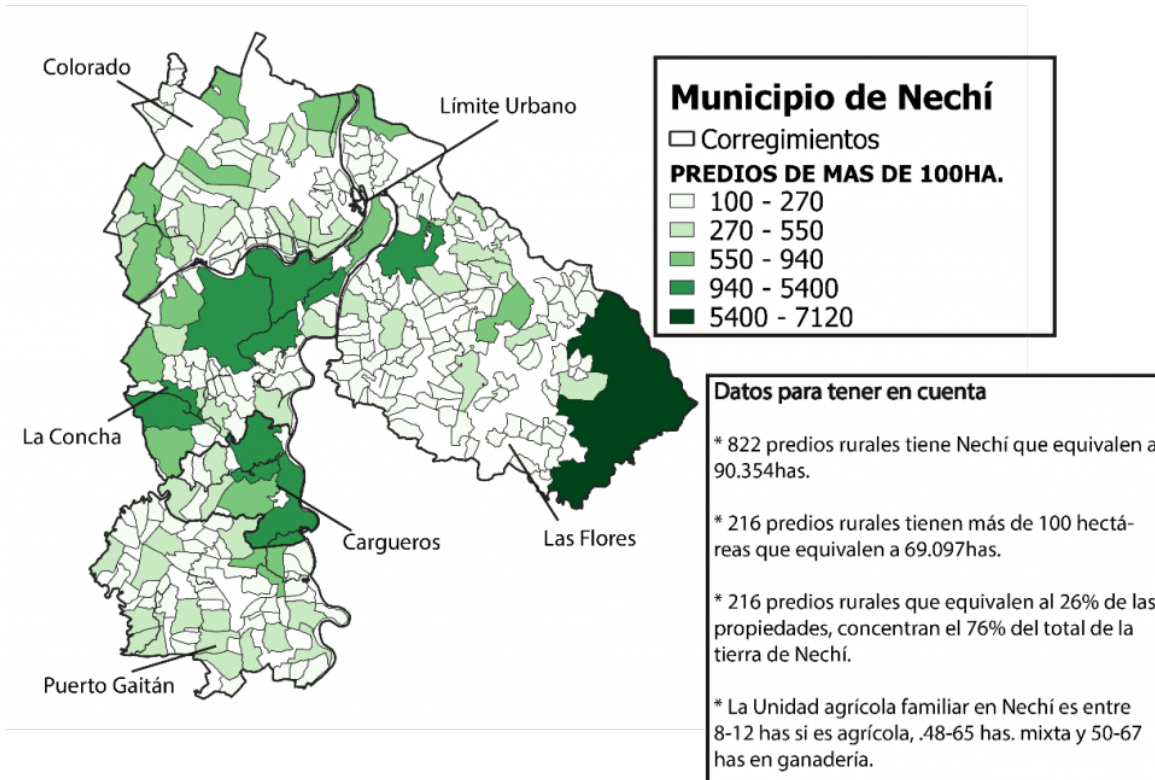 Colorado
Límite Urbano
La Concha
Cargueros
Las Flores
Puerto Gaitán
Municipio de Nechí
Corregimientos
PREDIOS DE MAS DE 100HA.
100 - 270
270 - 550
550 - 940
940 - 5400
5400 - 7120
Datos para tener en cuenta
* 822 predios rurales tiene Nechí que equivalen a
90.354has.
* 216 predios rurales tienen más de 100 hectá-
reas que equivalen a 69.097has.
* 216 predios rurales que equivalen al 26% de las
propiedades, concentran el 76% del total de la
tierra de Nechí.
* La Unidad agrícola familiar en Nechí es entre
8-12 has si es agrícola, .48-65 has. mixta y 50-67
has en ganadería.